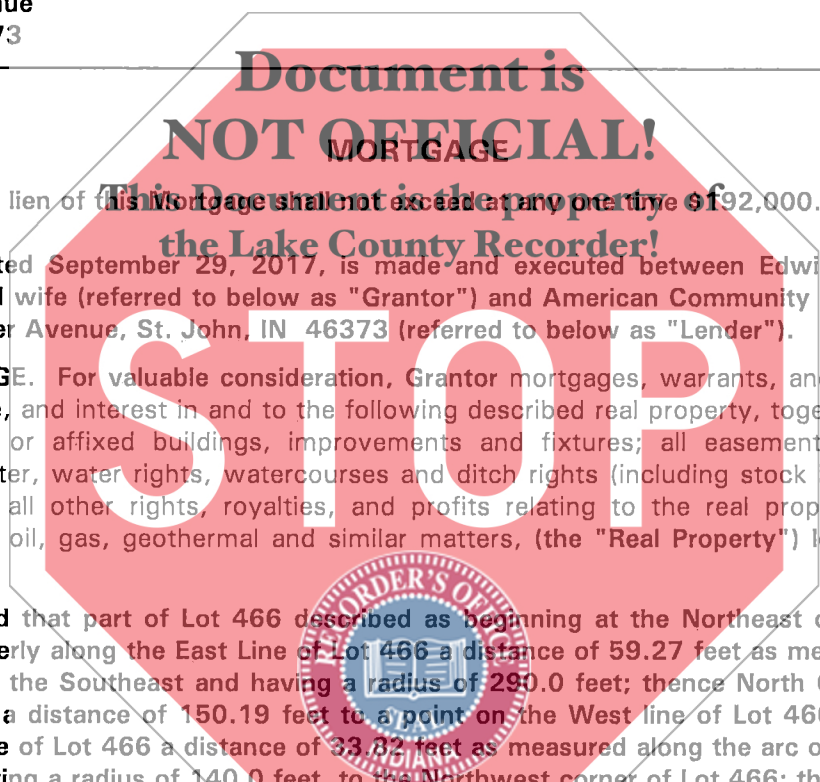 nue
73
Document is
NOT OFFICIAL!
MORTGAGE
This Document is the property of
lien of this Mortgage shall not exceed at any one time $192,000.
the Lake County Recorder!
ted September 29, 2017, is made and executed between Edwi
wife (referred to below as "Grantor") and American Community
er Avenue, St. John, IN 46373 (referred to below as "Lender").
STOP
GE. For valuable consideration, Grantor mortgages, warrants, an
e, and interest in and to the following described real property, toge
or affixed buildings, improvements and fixtures; all easement
ter, water rights, watercourses and ditch rights (including stock
all other rights, royalties, and profits relating to the real prop
oil, gas, geothermal and similar matters, (the "Real Property") l
RECORDER'S OFFICE
d that part of Lot 466 described as beginning at the Northeast c
erly along the East Line of Lot 466 a distance of 59.27 feet as me
the Southeast and having a radius of 290.0 feet; thence North
a distance of 150.19 feet to a point on the West line of Lot 466
SEAL
e of Lot 466 a distance of 33.82 feet as measured along the arc o
INDIANA
ing a radius of 140.0 feet, to the Northwest corner of Lot 466; th